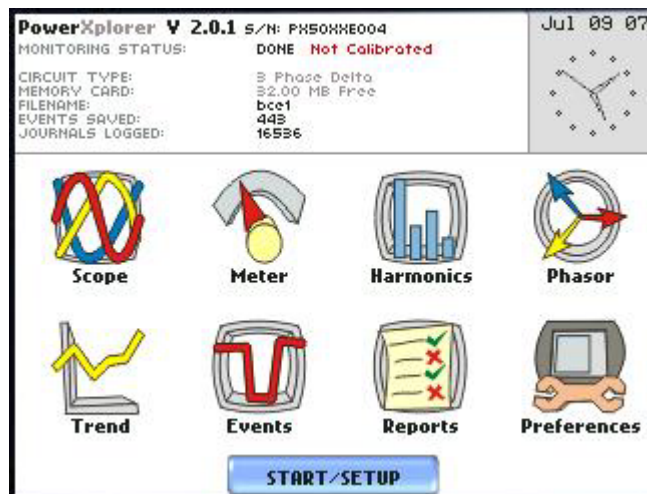 PowerXplorer V 2.0.1 S/N: PX50XXE004
Jul 09 07
MONITORING STATUS: DONE Not Calibrated
CIRCUIT TYPE: 3 Phase Delta
MEMORY CARD: 32.00 MB Free
FILENAME: bce1
EVENTS SAVED: 443
JOURNALS LOGGED: 16536
Scope Meter Harmonics Phasor
Trend Events Reports Preferences
START/SETUP